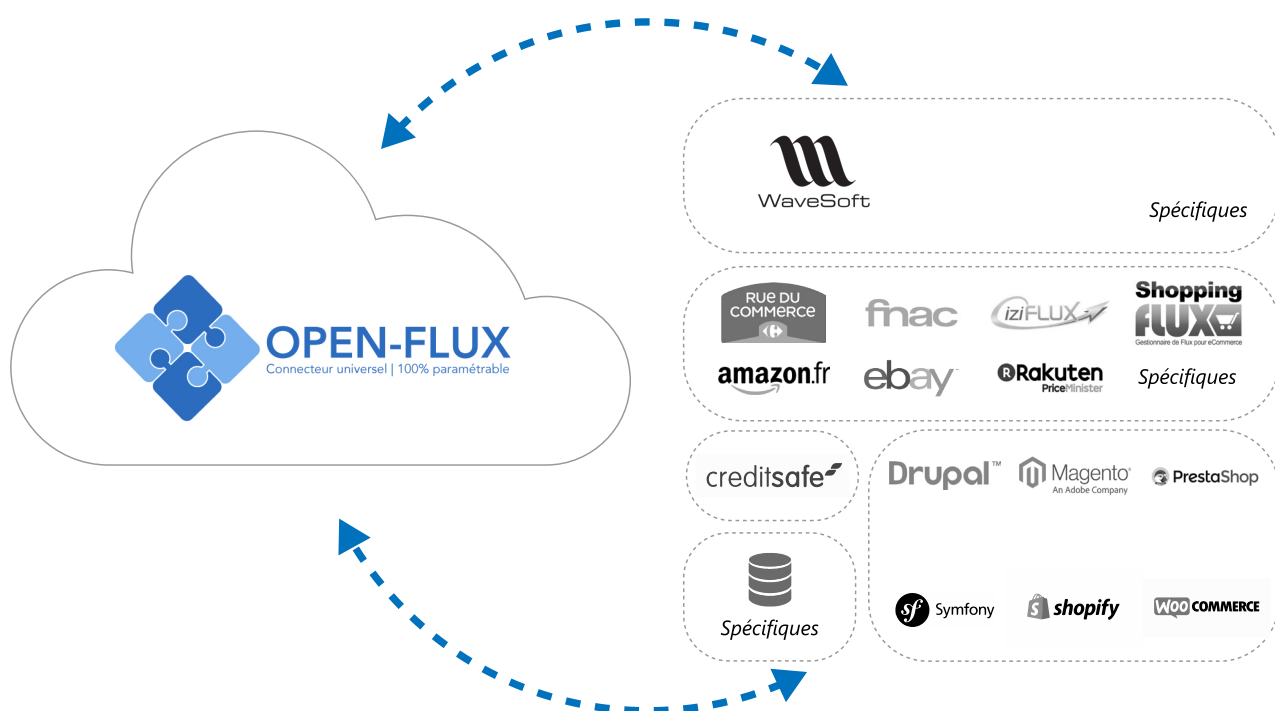 OPEN-FLUX
Connecteur universel | 100% paramétrable
WaveSoft
Spécifiques
RUE DU
COMMERCE
fnac
iziFLUX
Shopping
FLUX
Gestionnaire de Flux pour eCommerce
amazon.fr
ebay
Rakuten
PriceMinister
Spécifiques
creditsafe
Drupal™
Magento®
An Adobe Company
PrestaShop
Spécifiques
sf Symfony
shopify
WOO COMMERCE